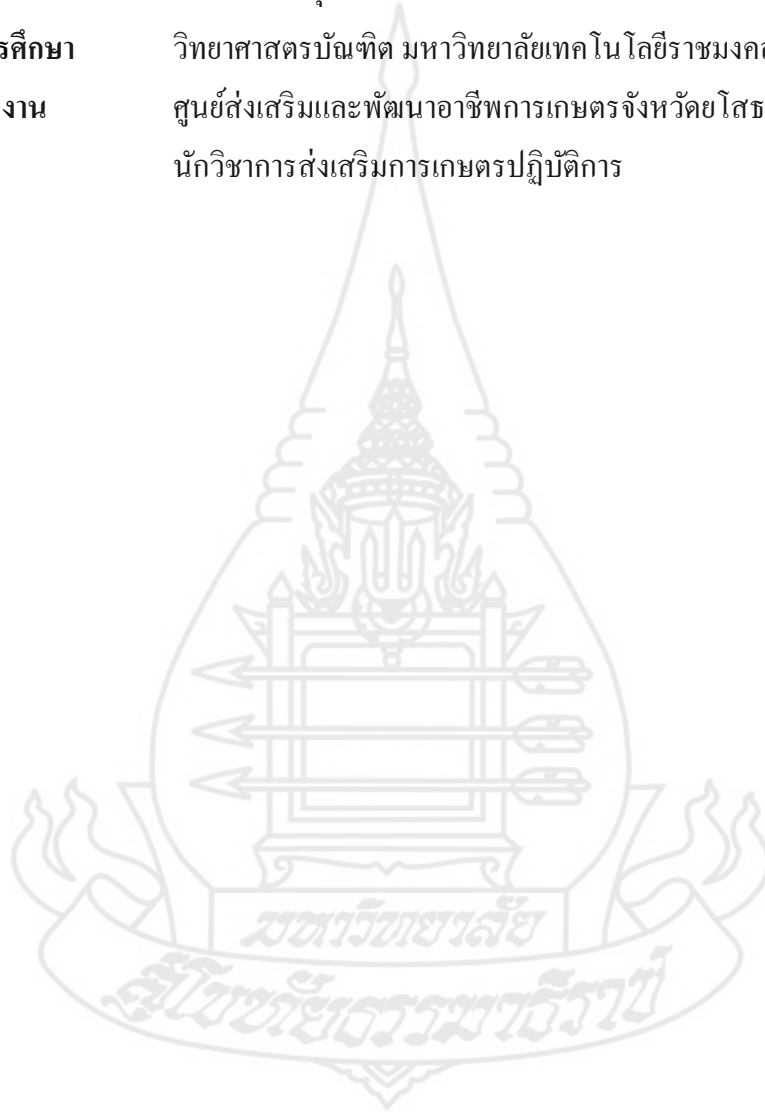 รศึกษา วิทยาศาสตรบัณฑิต มหาวิทยาลัยเทคโนโลยีราชมงคล
งาน ศูนย์ส่งเสริมและพัฒนาอาชีพการเกษตรจังหวัดยโสธ
นักวิชาการส่งเสริมการเกษตรปฏิบัติการ
มหาวิทยาลัย
สุโขทัยธรรมาธิราช